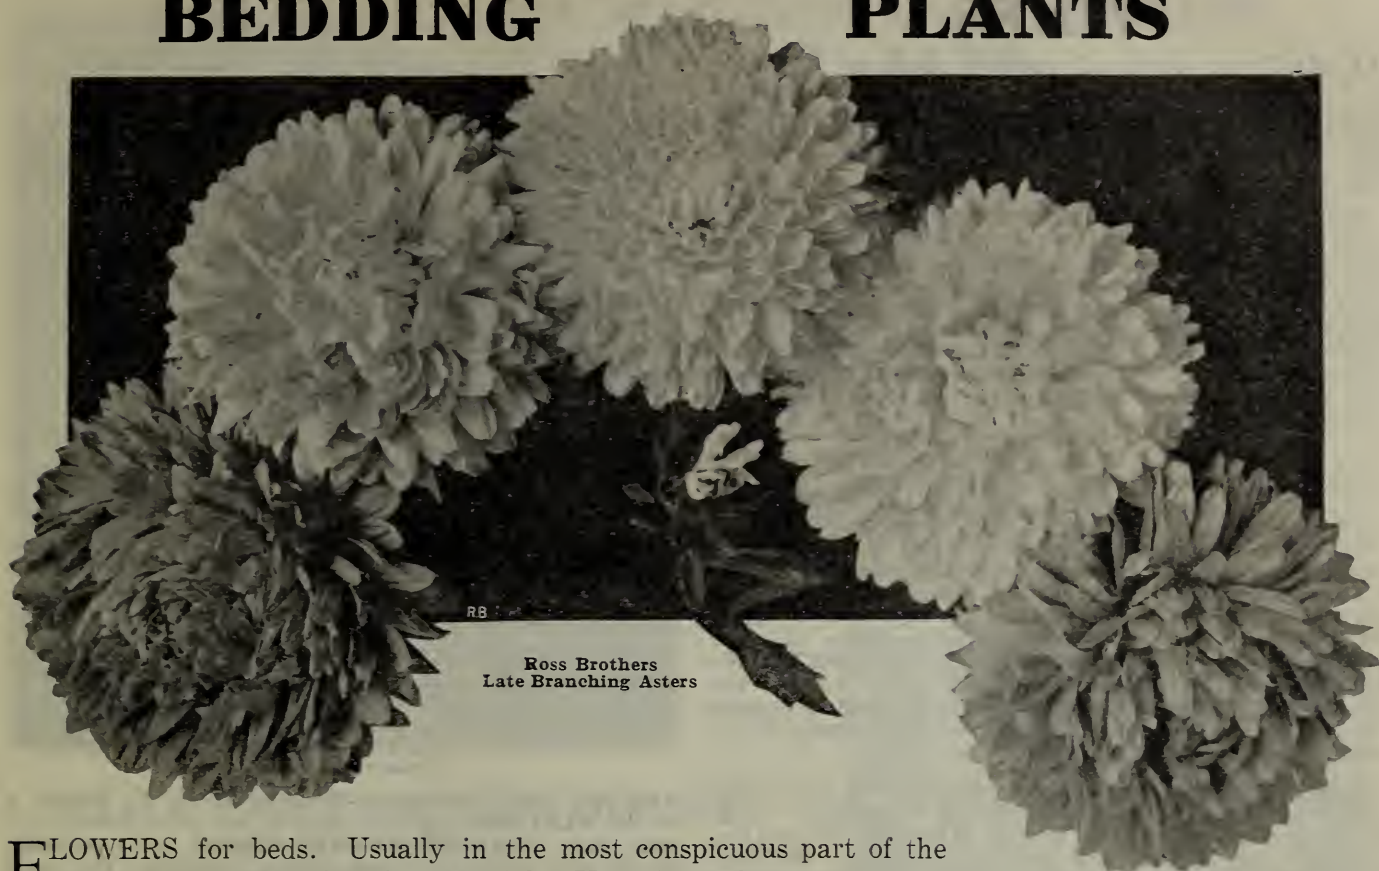 BEDDING PLANTS
RB
Ross Brothers
Late Branching Asters
FLOWERS for beds. Usually in the most conspicuous part of the